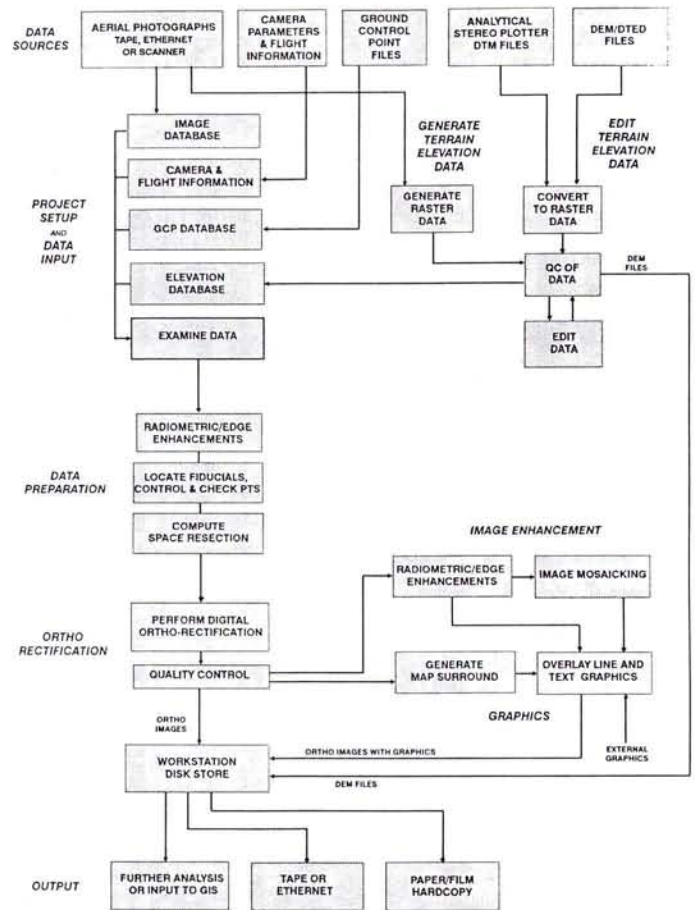 DATA
SOURCES
AERIAL PHOTOGRAPHS
TAPE, ETHERNET
OR SCANNER
CAMERA
PARAMETERS
& FLIGHT
INFORMATION
GROUND
CONTROL
POINT
FILES
ANALYTICAL
STEREO PLOTTER
DTM FILES
DEM/DTED
FILES
IMAGE
DATABASE
GENERATE
TERRAIN
ELEVATION
DATA
EDIT
TERRAIN
ELEVATION
DATA
PROJECT
SETUP
AND
DATA
INPUT
CAMERA &
FLIGHT INFORMATION
GENERATE
RASTER
DATA
CONVERT
TO RASTER
DATA
GCP DATABASE
ELEVATION
DATABASE
QC OF
DATA
DEM
FILES
EXAMINE DATA
EDIT
DATA
RADIOMETRIC/EDGE
ENHANCEMENTS
DATA
PREPARATION
LOCATE FIDUCIALS,
CONTROL & CHECK PTS
COMPUTE
SPACE RESECTION
IMAGE ENHANCEMENT
RADIOMETRIC/EDGE
ENHANCEMENTS
IMAGE MOSAICKING
ORTHO
RECTIFICATION
PERFORM DIGITAL
ORTHO-RECTIFICATION
QUALITY CONTROL
GENERATE
MAP SURROUND
OVERLAY LINE AND
TEXT GRAPHICS
GRAPHICS
ORTHO
IMAGES
ORTHO IMAGES WITH GRAPHICS
EXTERNAL
GRAPHICS
WORKSTATION
DISK STORE
DEM FILES
OUTPUT
FURTHER ANALYSIS
OR INPUT TO GIS
TAPE OR
ETHERNET
PAPER/FILM
HARDCOPY